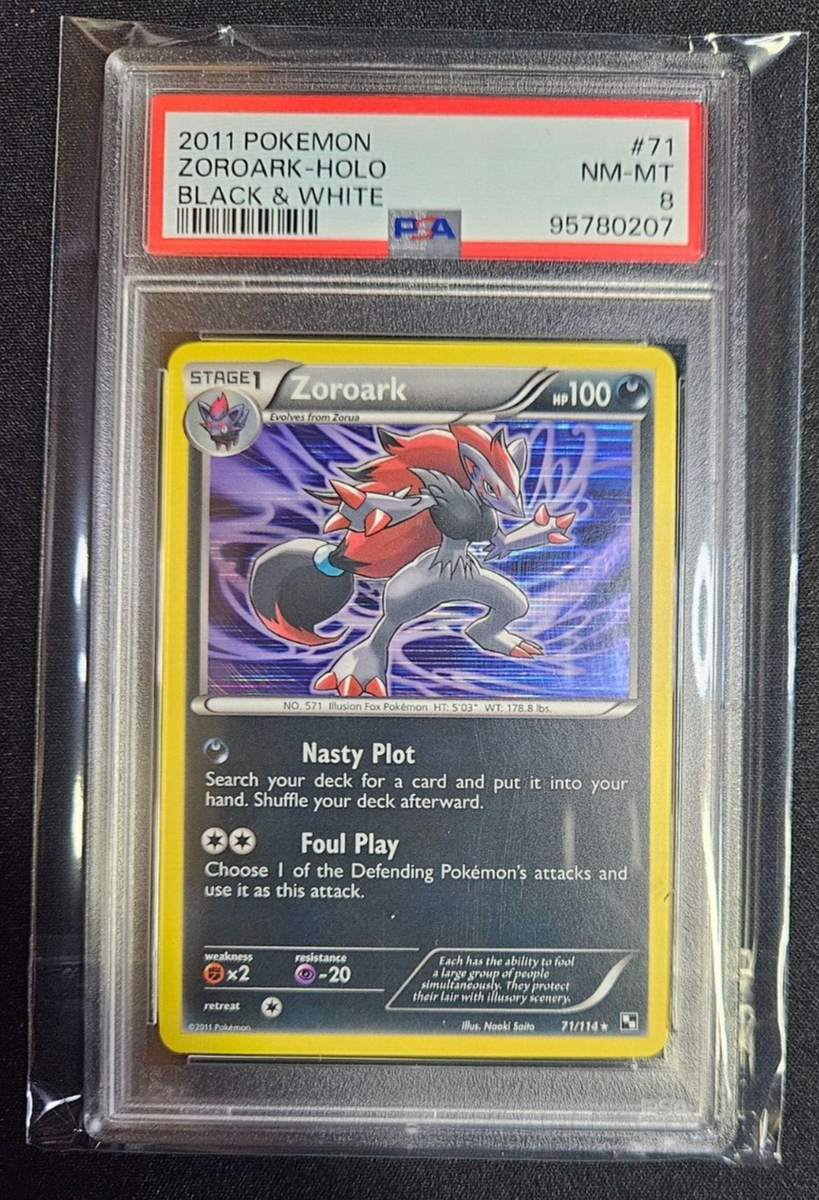 2011 POKEMON #71
ZOROARK-HOLO NM-MT
BLACK & WHITE 8
PSA 95780207
STAGE1 Zoroark HP100
Evolves from Zorua
NO. 571 Illusion Fox Pokémon HT: 5'03" WT: 178.8 lbs.
Nasty Plot
Search your deck for a card and put it into your
hand. Shuffle your deck afterward.
Foul Play
Choose 1 of the Defending Pokémon's attacks and
use it as this attack.
weakness resistance
x2 -20
retreat
Each has the ability to fool
a large group of people
simultaneously. They protect
their lair with illusory scenery.
©2011 Pokémon Illus. Naoki Saito 71/114★